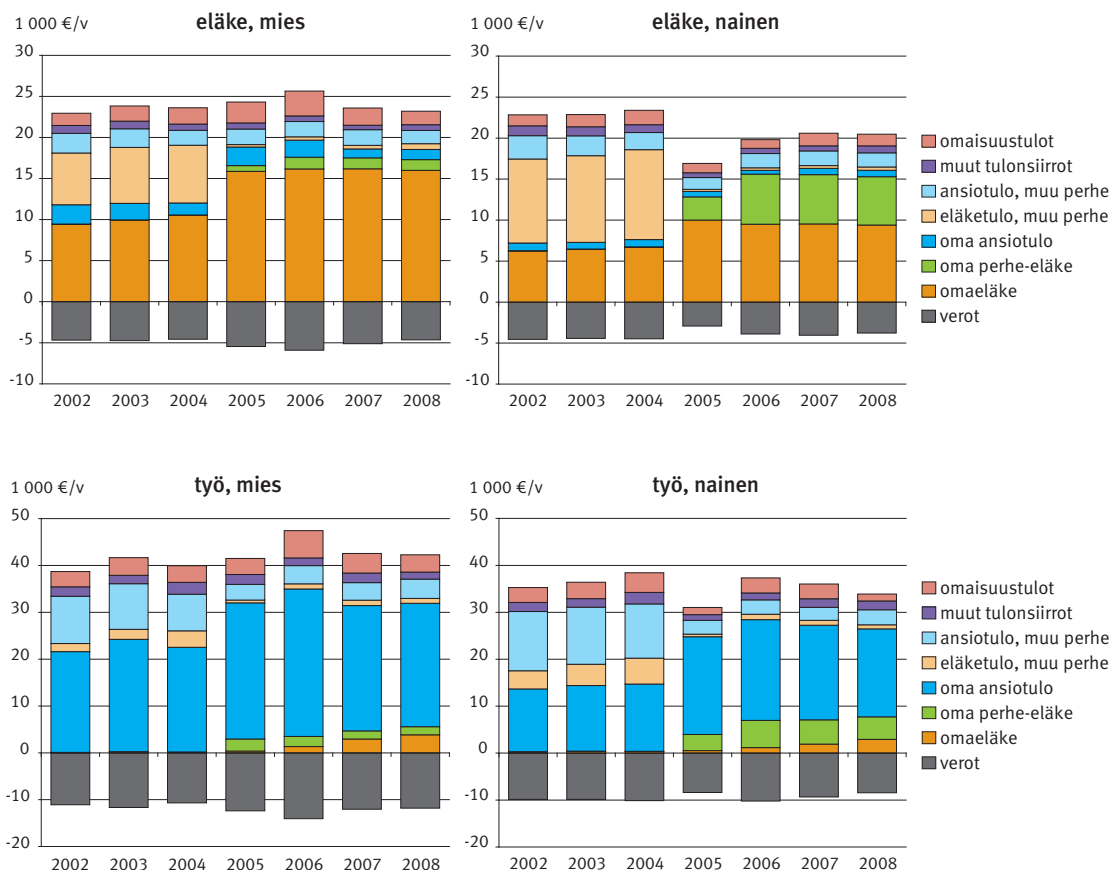 1 000 €/v
eläke, mies
30
25
20
15
10
5
0
-5
-10
2002 2003 2004 2005 2006 2007 2008
1 000 €/v
eläke, nainen
30
25
20
15
10
5
0
-5
-10
2002 2003 2004 2005 2006 2007 2008
omaisuustulot
muut tulonsiirrot
ansiotulo, muu perhe
eläketulo, muu perhe
oma ansiotulo
oma perhe-eläke
omaeläke
verot
1 000 €/v
työ, mies
50
40
30
20
10
0
-10
-20
2002 2003 2004 2005 2006 2007 2008
1 000 €/v
työ, nainen
50
40
30
20
10
0
-10
-20
2002 2003 2004 2005 2006 2007 2008
omaisuustulot
muut tulonsiirrot
ansiotulo, muu perhe
eläketulo, muu perhe
oma ansiotulo
oma perhe-eläke
omaeläke
verot